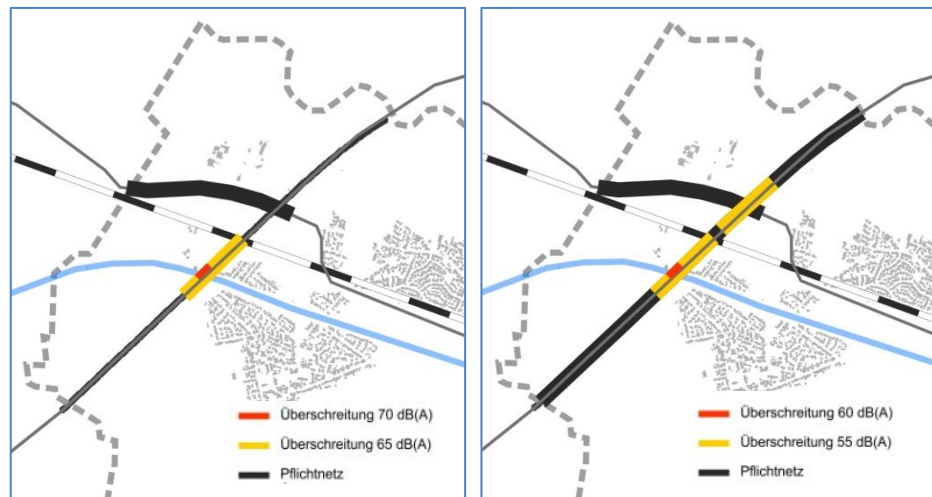 Überschreitung 70 dB(A)
Überschreitung 65 dB(A)
Pflichtnetz
Überschreitung 60 dB(A)
Überschreitung 55 dB(A)
Pflichtnetz